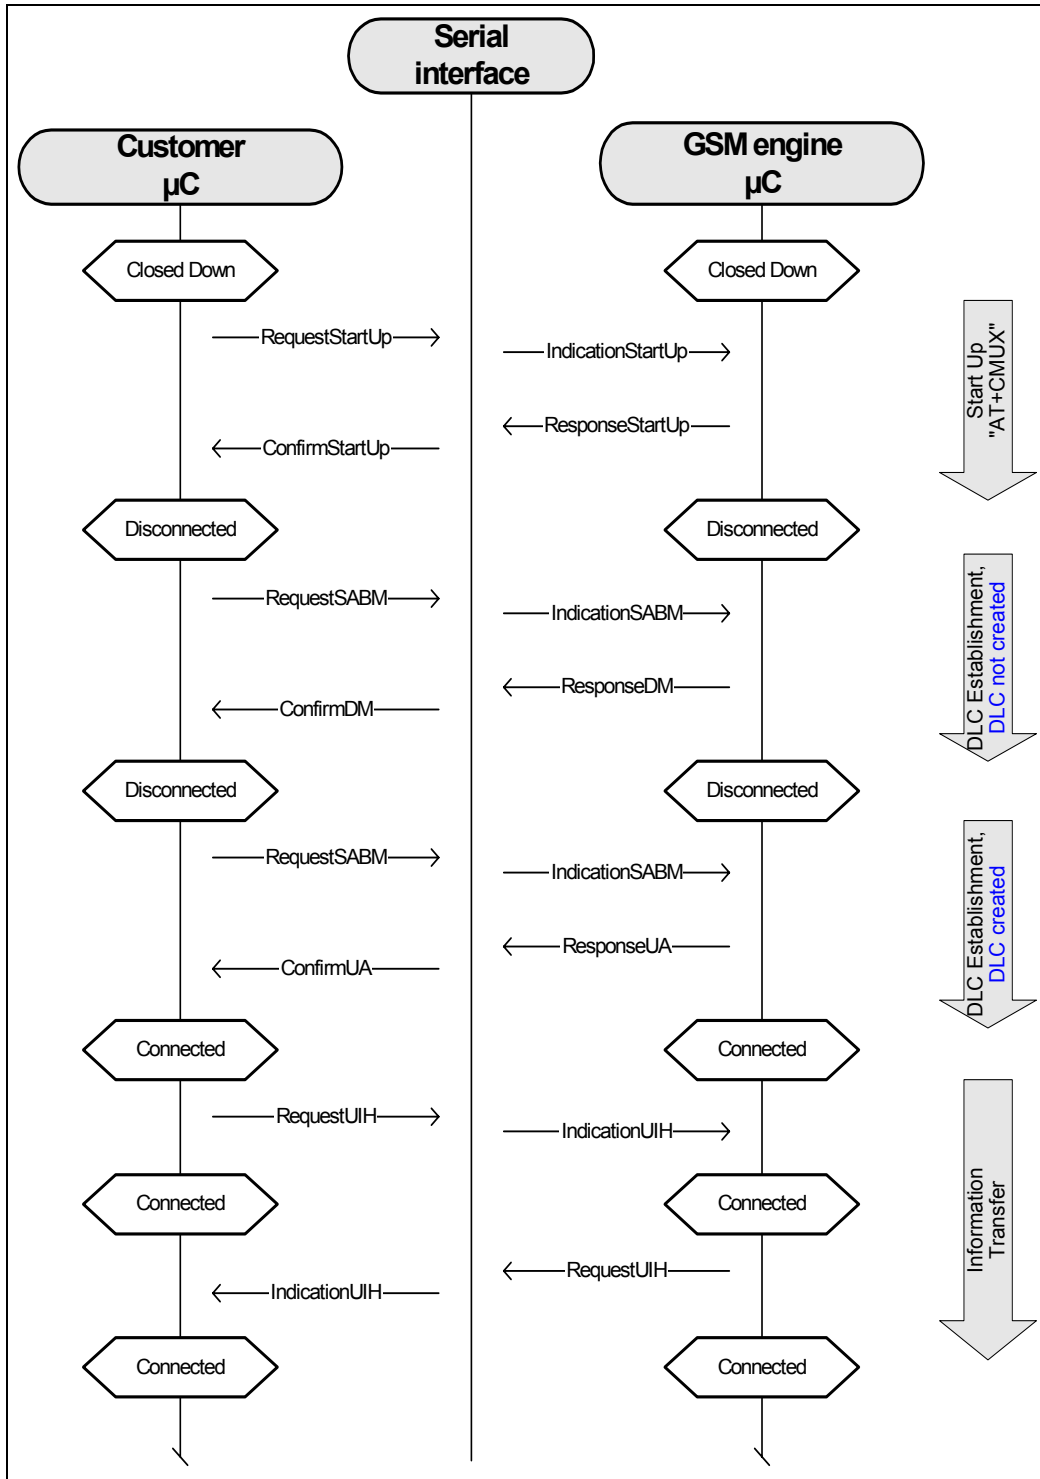 Serial
interface
Customer
µC
GSM engine
µC
Closed Down
Closed Down
RequestStartUp
IndicationStartUp
ResponseStartUp
ConfirmStartUp
Start Up
"AT+CMUX"
Disconnected
Disconnected
RequestSABM
IndicationSABM
ResponseDM
ConfirmDM
DLC Establishment,
DLC not created
Disconnected
Disconnected
RequestSABM
IndicationSABM
ResponseUA
ConfirmUA
DLC Establishment,
DLC created
Connected
Connected
RequestUIH
IndicationUIH
Connected
Connected
RequestUIH
IndicationUIH
Information
Transfer
Connected
Connected